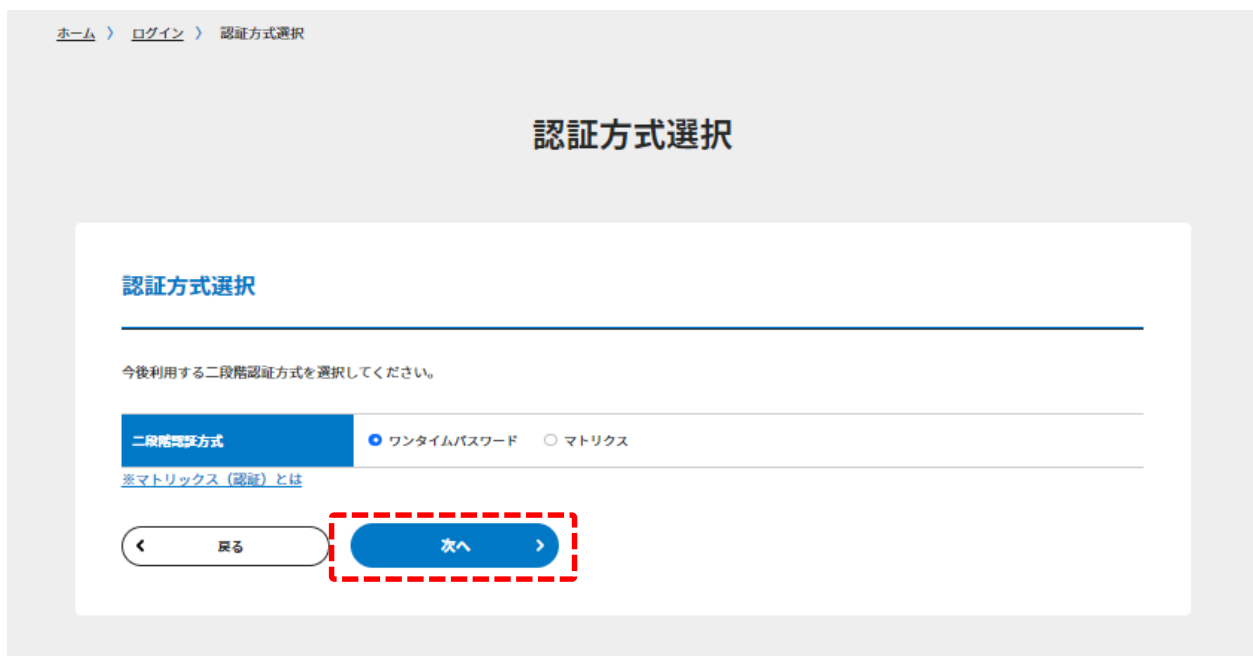 ホーム 〉 ログイン 〉 認証方式選択
認証方式選択
認証方式選択
今後利用する二段階認証方式を選択してください。
二段階認証方式 ワンタイムパスワード マトリクス
※マトリックス（認証）とは
戻る 次へ